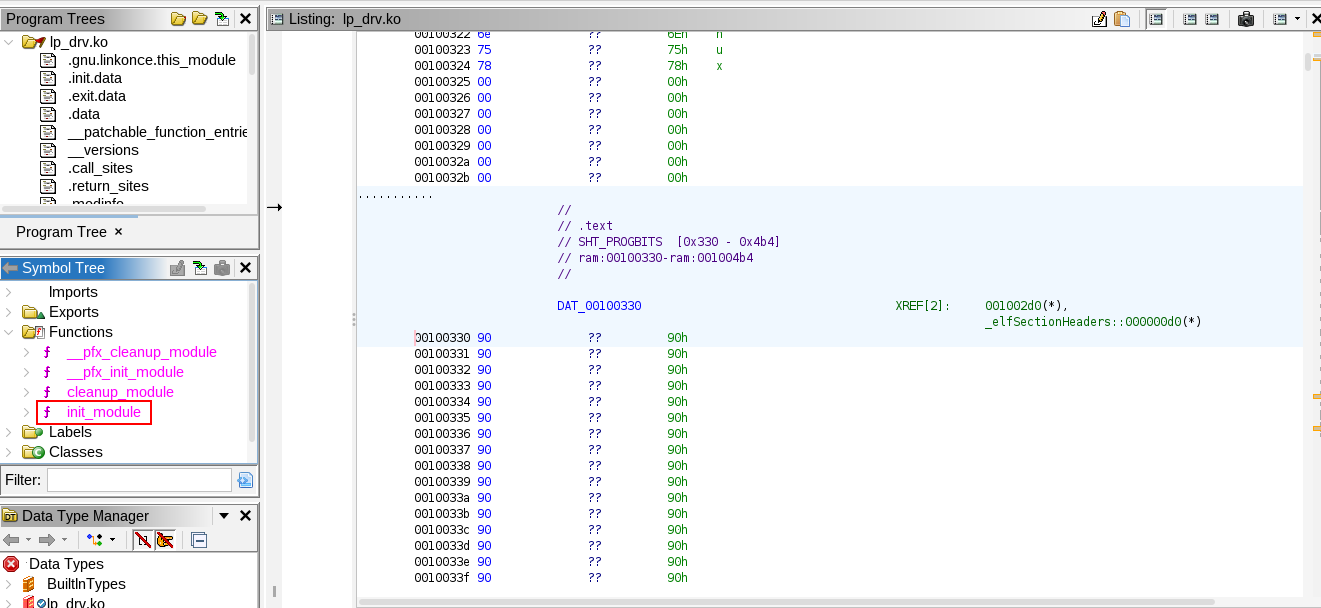 Program Trees
lp_drv.ko
.gnu.linkonce.this_module
.init.data
.exit.data
.data
__patchable_function_entrie
__versions
.call_sites
.return_sites
.modinfo
Program Tree ×
Symbol Tree
Imports
Exports
Functions
f __pfx_cleanup_module
f __pfx_init_module
f cleanup_module
f init_module
Labels
Classes
Filter:
Data Type Manager
Data Types
BuiltInTypes
lp_drv.ko
Listing: lp_drv.ko
00100322 6e ?? 6Eh n
00100323 75 ?? 75h u
00100324 78 ?? 78h x
00100325 00 ?? 00h
00100326 00 ?? 00h
00100327 00 ?? 00h
00100328 00 ?? 00h
00100329 00 ?? 00h
0010032a 00 ?? 00h
0010032b 00 ?? 00h
...........
//
// .text
// SHT_PROGBITS [0x330 - 0x4b4]
// ram:00100330-ram:001004b4
//
DAT_00100330 XREF[2]: 001002d0(*),
_elfSectionHeaders::000000d0(*)
00100330 90 ?? 90h
00100331 90 ?? 90h
00100332 90 ?? 90h
00100333 90 ?? 90h
00100334 90 ?? 90h
00100335 90 ?? 90h
00100336 90 ?? 90h
00100337 90 ?? 90h
00100338 90 ?? 90h
00100339 90 ?? 90h
0010033a 90 ?? 90h
0010033b 90 ?? 90h
0010033c 90 ?? 90h
0010033d 90 ?? 90h
0010033e 90 ?? 90h
0010033f 90 ?? 90h